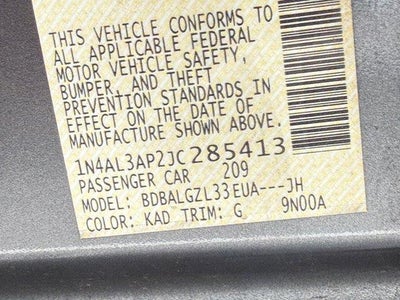 THIS VEHICLE CONFORMS TO
ALL APPLICABLE FEDERAL
MOTOR VEHICLE SAFETY,
BUMPER, AND THEFT
PREVENTION STANDARDS IN
EFFECT ON THE DATE OF
MANUFACTURE SHOWN ABOVE.
1N4AL3AP2JC285413
PASSENGER CAR 209
MODEL: BDBALGZL33EUA---JH
COLOR: KAD TRIM: G 9N00A